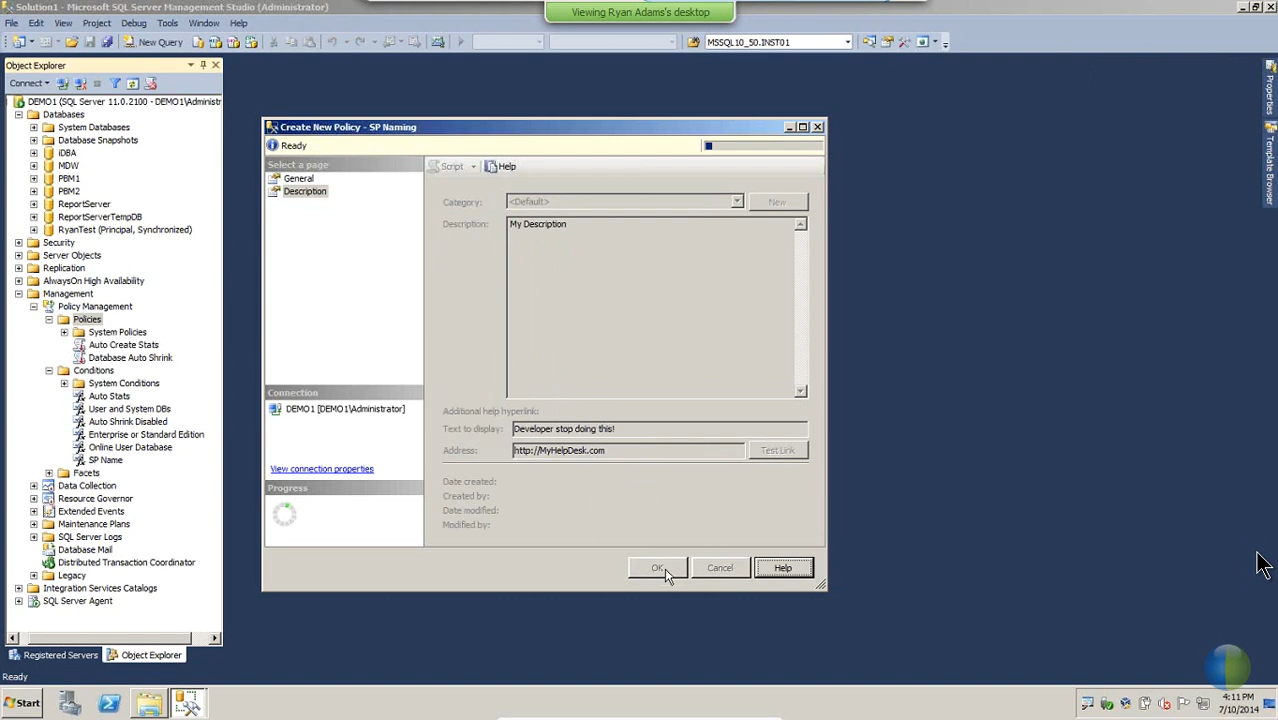 Solution1 - Microsoft SQL Server Management Studio (Administrator)
Viewing Ryan Adams's desktop
File Edit View Project Debug Tools Window Help
New Query
MSSQL10_50.INST01
Object Explorer
Connect
DEMO1 (SQL Server 11.0.2100 - DEMO1\Administr
Databases
System Databases
Database Snapshots
iDBA
MDW
PBM1
PBM2
ReportServer
ReportServerTempDB
RyanTest (Principal, Synchronized)
Security
Server Objects
Replication
AlwaysOn High Availability
Management
Policy Management
Policies
System Policies
Auto Create Stats
Database Auto Shrink
Conditions
System Conditions
Auto Stats
User and System DBs
Auto Shrink Disabled
Enterprise or Standard Edition
Online User Database
SP Name
Facets
Data Collection
Resource Governor
Extended Events
Maintenance Plans
SQL Server Logs
Database Mail
Distributed Transaction Coordinator
Legacy
Integration Services Catalogs
SQL Server Agent
Registered Servers
Object Explorer
Ready
Create New Policy - SP Naming
Ready
Select a page
General
Description
Connection
DEMO1 [DEMO1\Administrator]
View connection properties
Progress
Script
Help
Category:
<Default>
New
Description:
My Description
Additional help hyperlink:
Text to display:
Developer stop doing this!
Address:
http://MyHelpDesk.com
Test Link
Date created:
Created by:
Date modified:
Modified by:
OK
Cancel
Help
Properties
Template Browser
Start
4:11 PM
7/10/2014